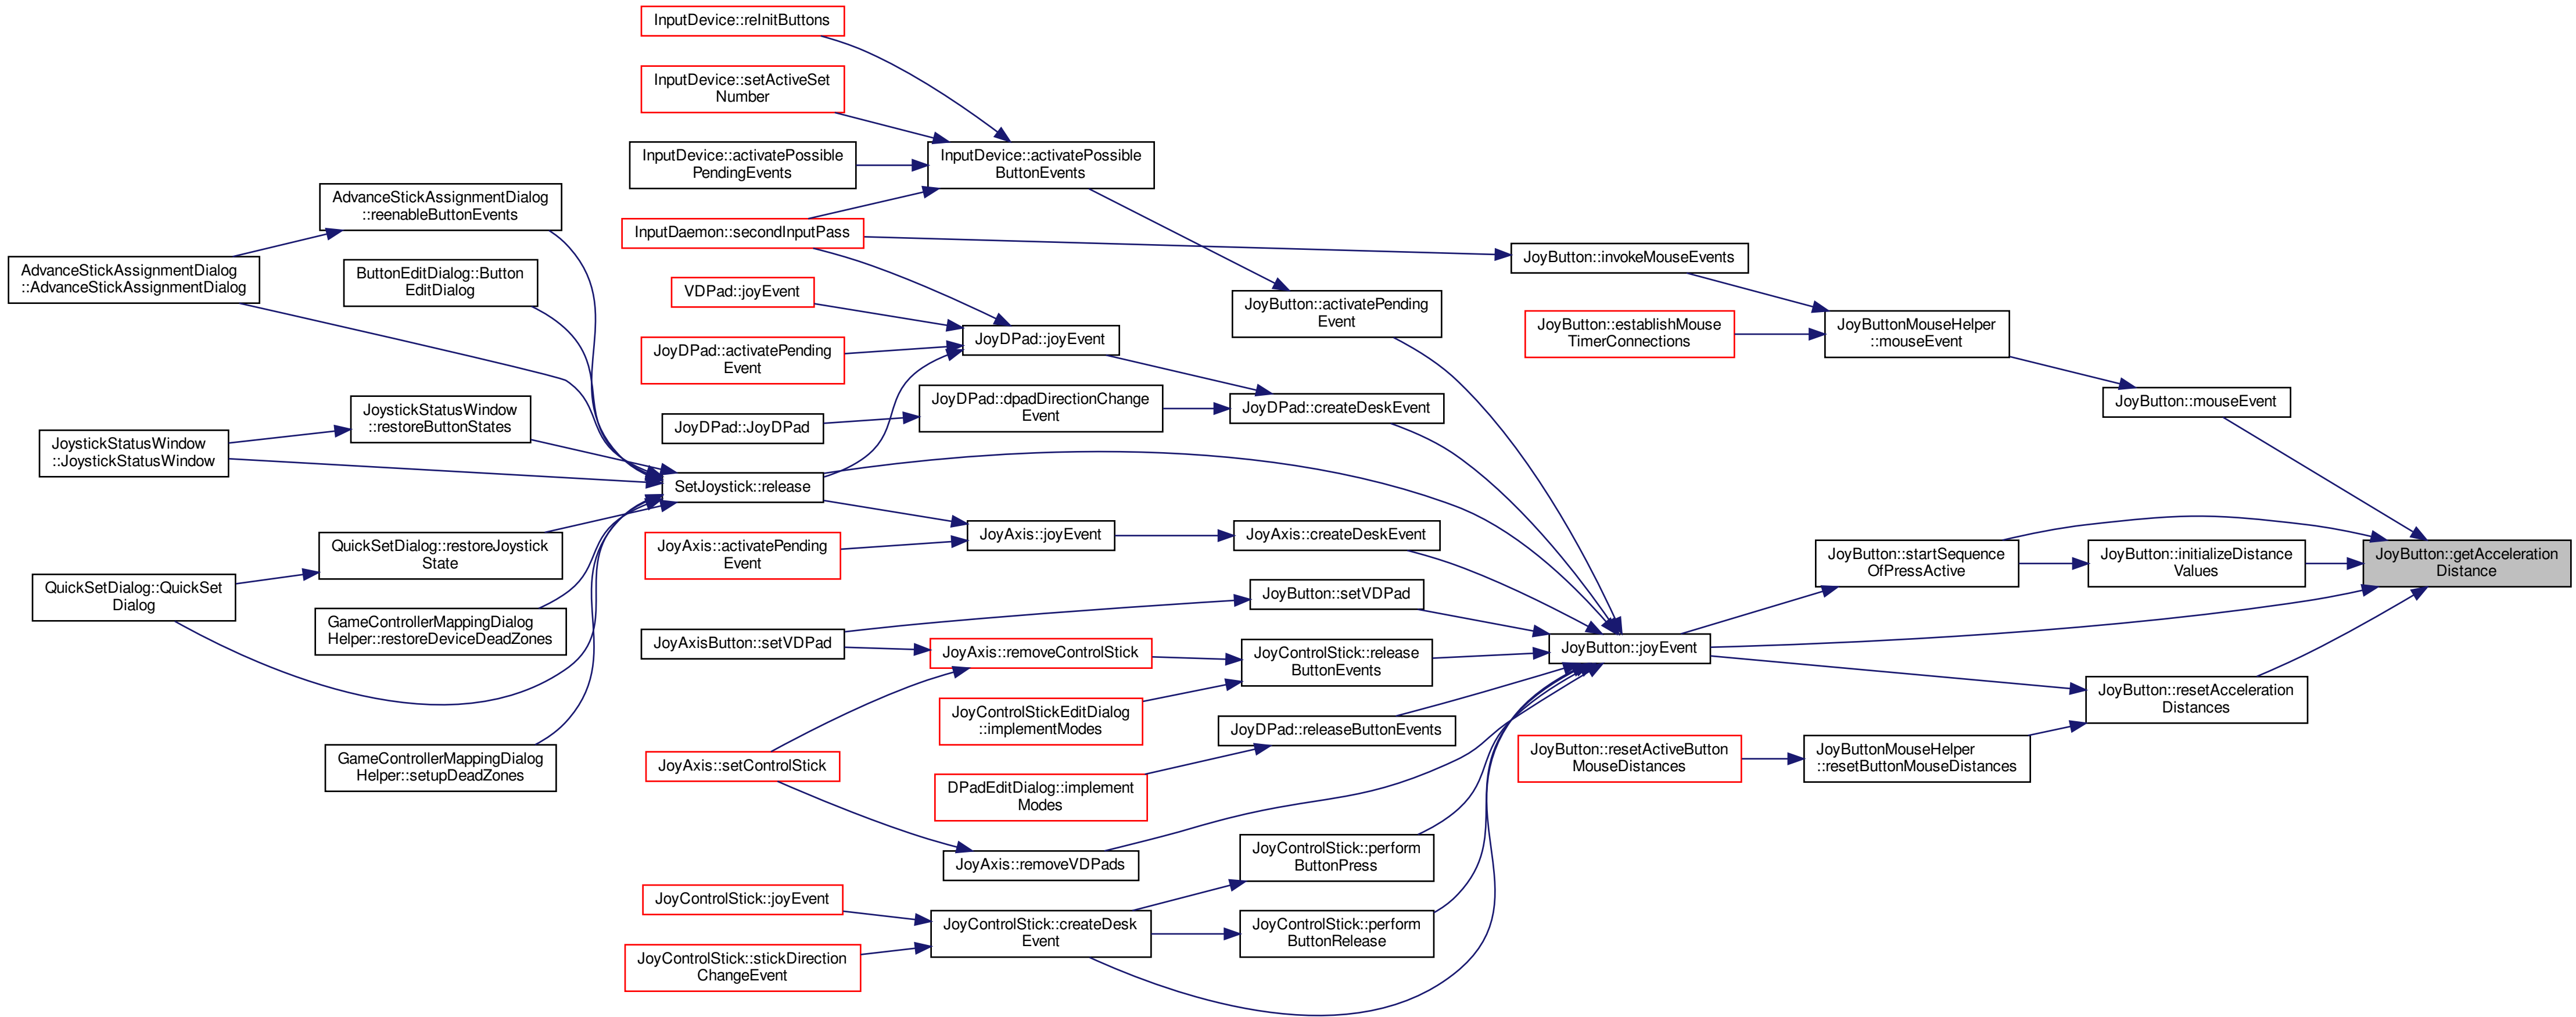 InputDevice::reInitButtons
InputDevice::setActiveSet
Number
InputDevice::activatePossible
PendingEvents
InputDevice::activatePossible
ButtonEvents
AdvanceStickAssignmentDialog
::reenableButtonEvents
InputDaemon::secondInputPass
JoyButton::invokeMouseEvents
AdvanceStickAssignmentDialog
::AdvanceStickAssignmentDialog
ButtonEditDialog::Button
EditDialog
VDPad::joyEvent
JoyButton::activatePending
Event
JoyButton::establishMouse
TimerConnections
JoyButtonMouseHelper
::mouseEvent
JoyDPad::joyEvent
JoyDPad::activatePending
Event
JoyButton::mouseEvent
JoystickStatusWindow
::restoreButtonStates
JoyDPad::dpadDirectionChange
Event
JoyDPad::createDeskEvent
JoyDPad::JoyDPad
JoystickStatusWindow
::JoystickStatusWindow
SetJoystick::release
JoyAxis::joyEvent
JoyAxis::createDeskEvent
QuickSetDialog::restoreJoystick
State
JoyAxis::activatePending
Event
JoyButton::startSequence
OfPressActive
JoyButton::initializeDistance
Values
JoyButton::getAcceleration
Distance
QuickSetDialog::QuickSet
Dialog
JoyButton::setVDPad
GameControllerMappingDialog
Helper::restoreDeviceDeadZones
JoyAxisButton::setVDPad
JoyAxis::removeControlStick
JoyControlStick::release
ButtonEvents
JoyButton::joyEvent
JoyControlStickEditDialog
::implementModes
JoyDPad::releaseButtonEvents
JoyButton::resetAcceleration
Distances
GameControllerMappingDialog
Helper::setupDeadZones
JoyAxis::setControlStick
JoyButton::resetActiveButton
MouseDistances
JoyButtonMouseHelper
::resetButtonMouseDistances
DPadEditDialog::implement
Modes
JoyAxis::removeVDPads
JoyControlStick::perform
ButtonPress
JoyControlStick::joyEvent
JoyControlStick::createDesk
Event
JoyControlStick::perform
ButtonRelease
JoyControlStick::stickDirection
ChangeEvent